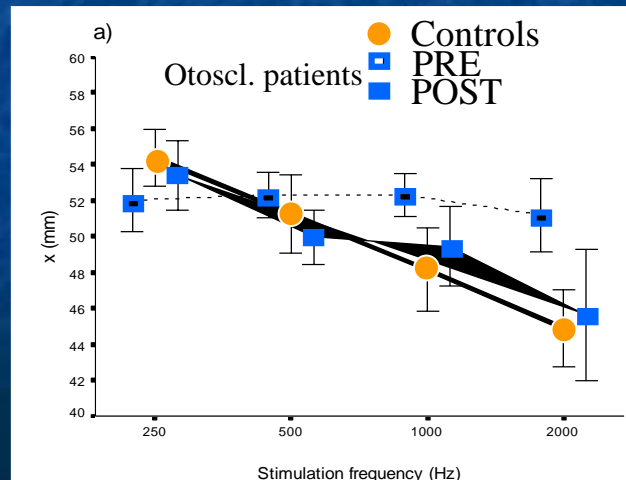 a)
Controls
Otoscl. patients PRE
POST
60
58
56
54
52
50
48
46
44
42
40
x (mm)
250 500 1000 2000
Stimulation frequency (Hz)